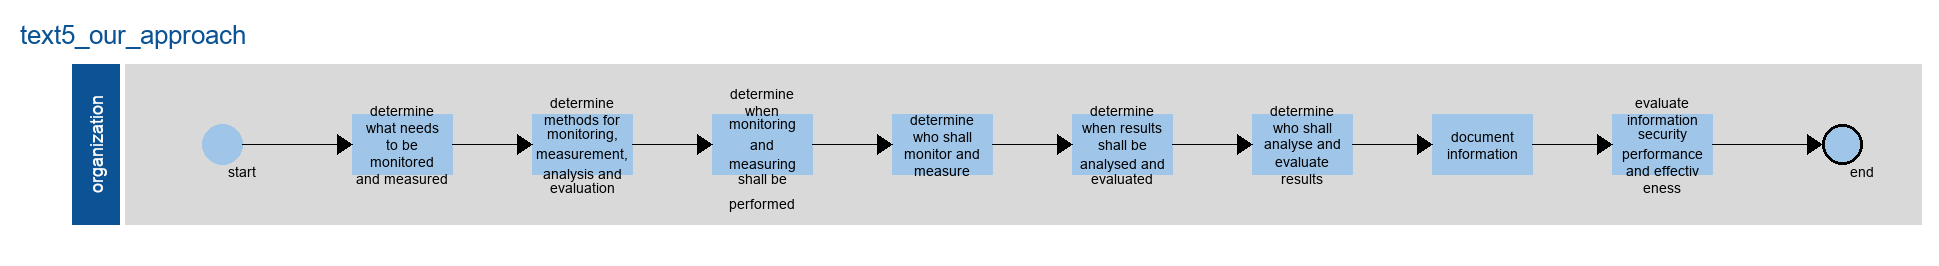 text5_our_approach
organization
start
determine
what needs
to be
monitored
and measured
determine
methods for
monitoring,
measurement,
analysis and
evaluation
determine
when
monitoring
and
measuring
shall be
performed
determine
who shall
monitor and
measure
determine
when results
shall be
analysed and
evaluated
determine
who shall
analyse and
evaluate
results
document
information
evaluate
information
security
performance
and effectiv
eness
end